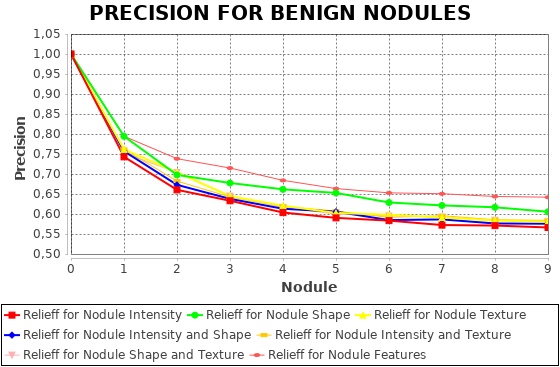 PRECISION FOR BENIGN NODULES
1,05
1,00
0,95
0,90
0,85
0,80
0,75
0,70
0,65
0,60
0,55
0,50
Precision
0 1 2 3 4 5 6 7 8 9
Nodule
Relieff for Nodule Intensity Relieff for Nodule Shape Relieff for Nodule Texture
Relieff for Nodule Intensity and Shape Relieff for Nodule Intensity and Texture
Relieff for Nodule Shape and Texture Relieff for Nodule Features